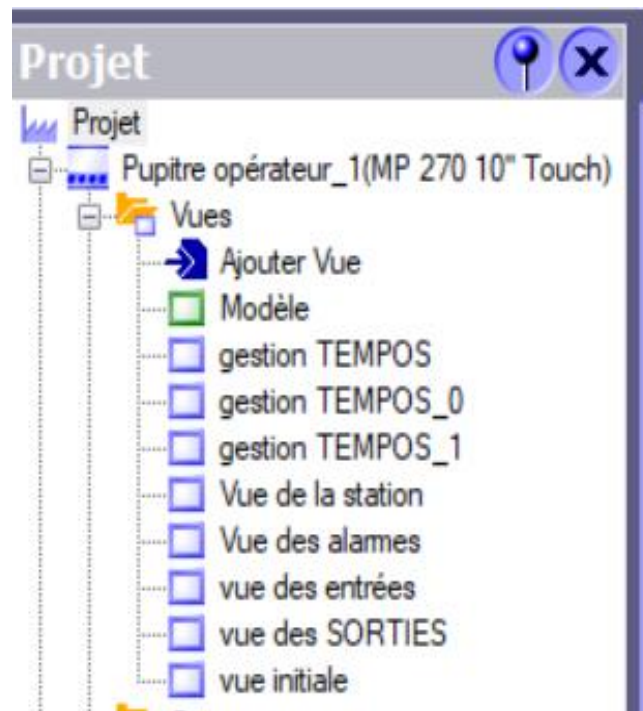 Projet
Projet
Pupitre opérateur_1(MP 270 10" Touch)
Vues
Ajouter Vue
Modèle
gestion TEMPOS
gestion TEMPOS_0
gestion TEMPOS_1
Vue de la station
Vue des alarmes
vue des entrées
vue des SORTIES
vue initiale